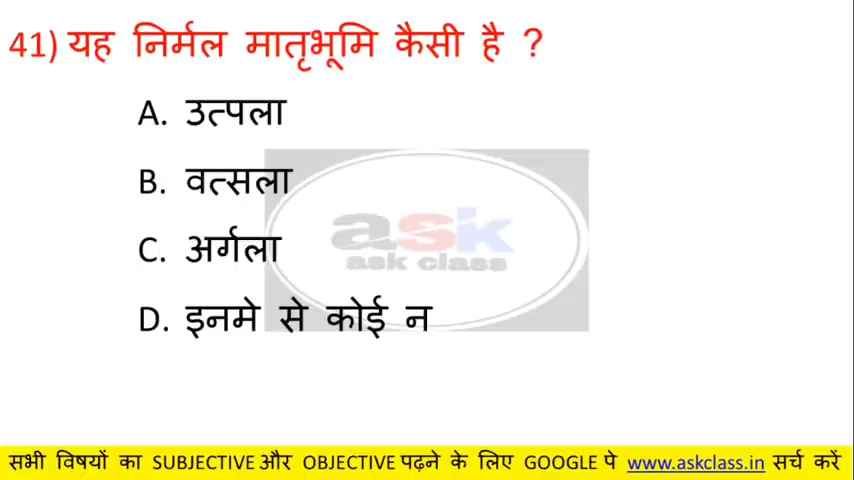 41) यह निर्मल मातृभूमि कैसी है ?
A. उत्पला
B. वत्सला
C. अर्गला
D. इनमे से कोई न
ask
ask class
सभी विषयों का SUBJECTIVE और OBJECTIVE पढ़ने के लिए GOOGLE पे www.askclass.in सर्च करें